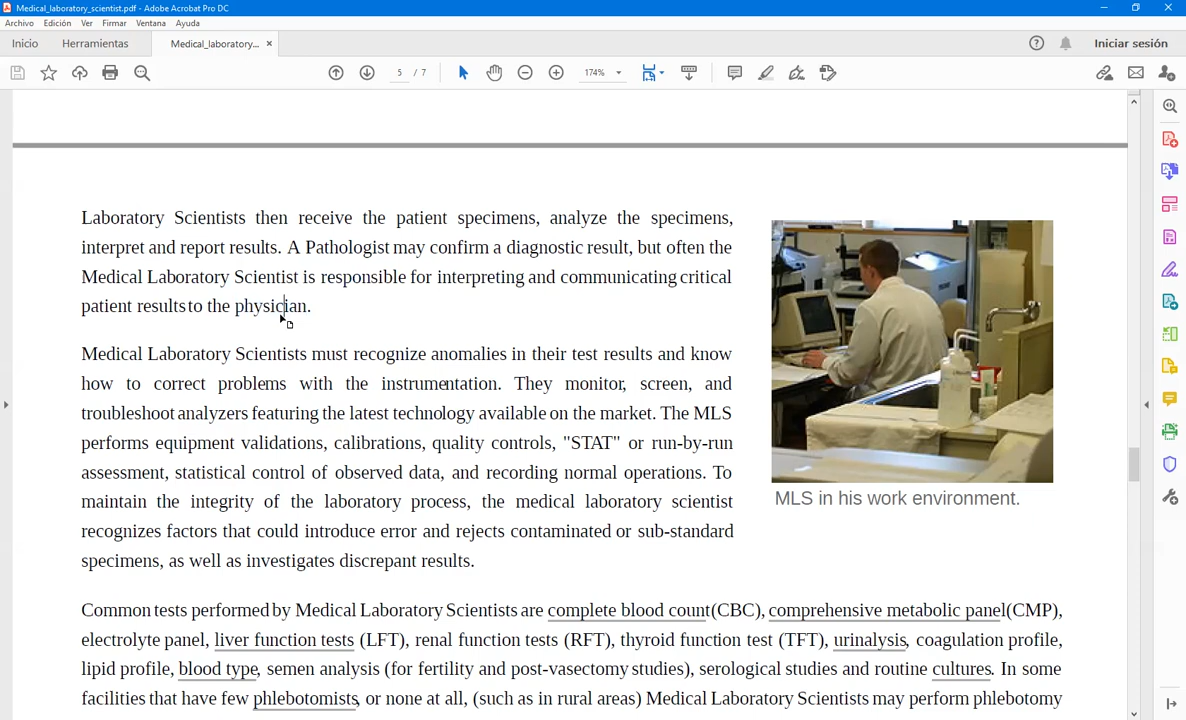 Medical_laboratory_scientist.pdf - Adobe Acrobat Pro DC
Archivo Edición Ver Firmar Ventana Ayuda
Inicio Herramientas Medical_laboratory... × Iniciar sesión
5 / 7 174%
Laboratory Scientists then receive the patient specimens, analyze the specimens,
interpret and report results. A Pathologist may confirm a diagnostic result, but often the
Medical Laboratory Scientist is responsible for interpreting and communicating critical
patient results to the physician.
Medical Laboratory Scientists must recognize anomalies in their test results and know
how to correct problems with the instrumentation. They monitor, screen, and
troubleshoot analyzers featuring the latest technology available on the market. The MLS
performs equipment validations, calibrations, quality controls, "STAT" or run-by-run
assessment, statistical control of observed data, and recording normal operations. To
maintain the integrity of the laboratory process, the medical laboratory scientist
recognizes factors that could introduce error and rejects contaminated or sub-standard
specimens, as well as investigates discrepant results.
MLS in his work environment.
Common tests performed by Medical Laboratory Scientists are complete blood count (CBC), comprehensive metabolic panel (CMP),
electrolyte panel, liver function tests (LFT), renal function tests (RFT), thyroid function test (TFT), urinalysis, coagulation profile,
lipid profile, blood type, semen analysis (for fertility and post-vasectomy studies), serological studies and routine cultures. In some
facilities that have few phlebotomists, or none at all, (such as in rural areas) Medical Laboratory Scientists may perform phlebotomy